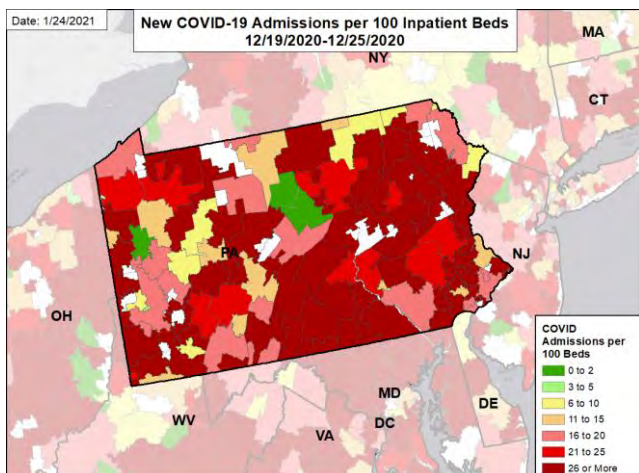 Date: 1/24/2021
New COVID-19 Admissions per 100 Inpatient Beds
12/19/2020-12/25/2020
NY
MA
CT
PA
NJ
OH
MD
DE
WV
DC
VA
COVID
Admissions per
100 Beds
0 to 2
3 to 5
6 to 10
11 to 15
16 to 20
21 to 25
26 or More